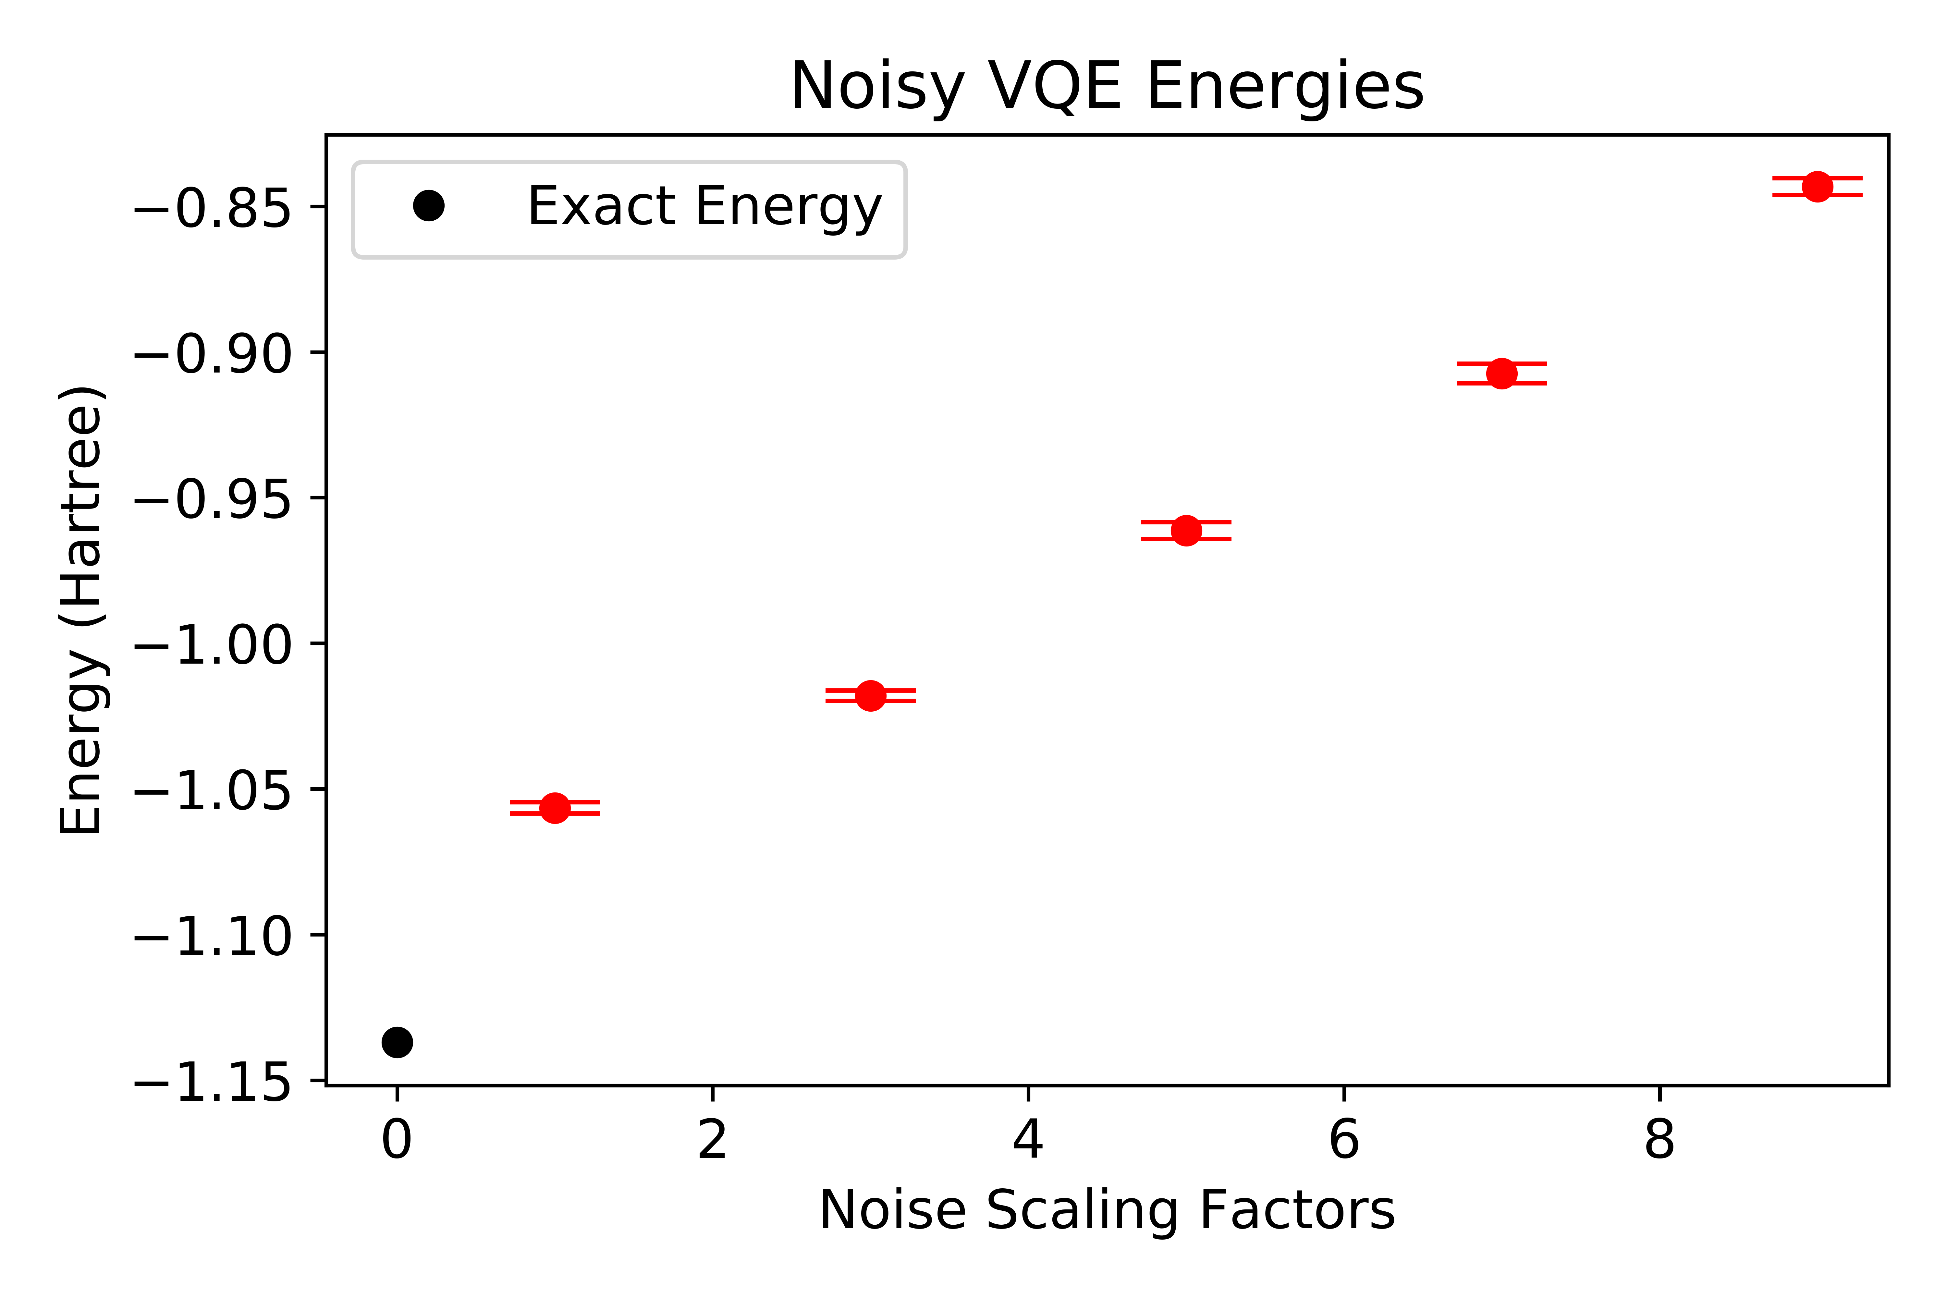 Noisy VQE Energies
Exact Energy
−0.85
−0.90
−0.95
−1.00
−1.05
−1.10
−1.15
Energy (Hartree)
0 2 4 6 8
Noise Scaling Factors